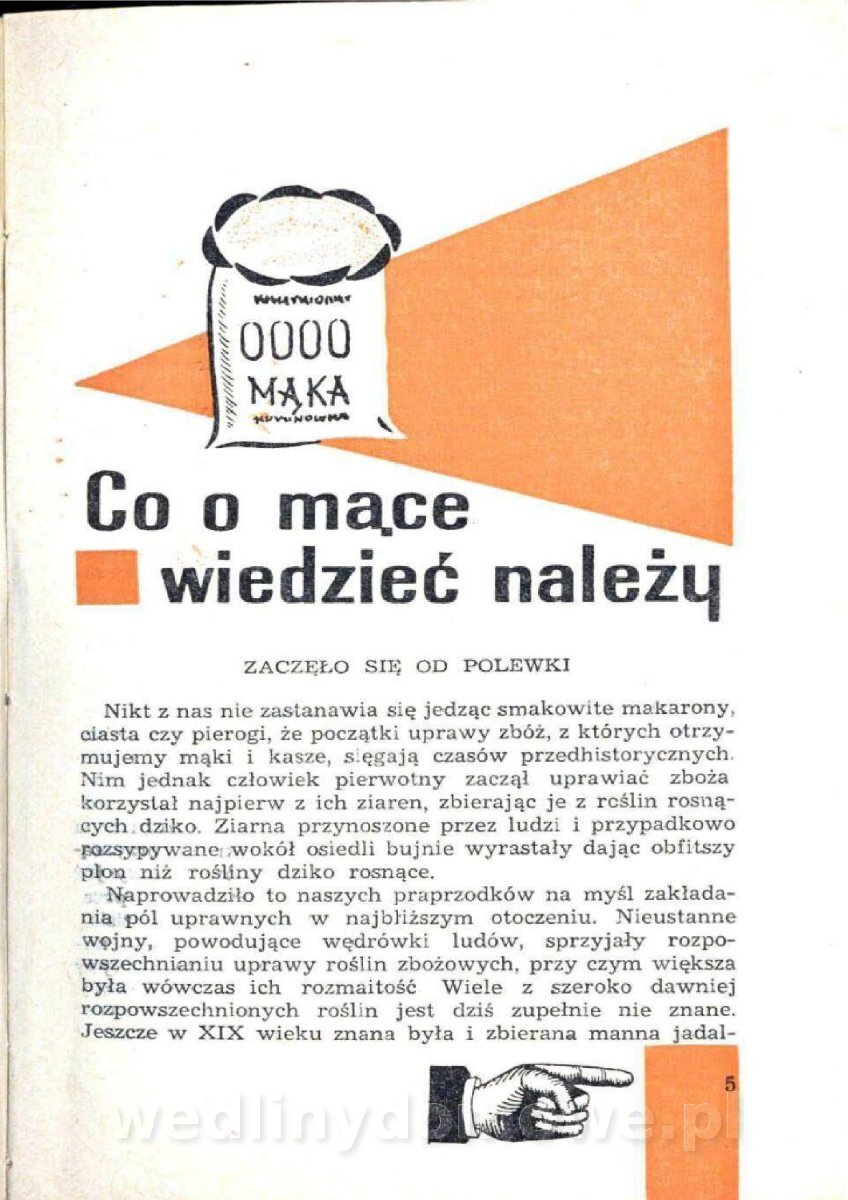 0000
MĄKA
Co o mące
wiedzieć należy
ZACZĘŁO SIĘ OD POLEWKI
Nikt z nas nie zastanawia się jedząc smakowite makarony,
ciasta czy pierogi, że początki uprawy zbóż, z których otrzy-
mujemy mąki i kasze, sięgają czasów przedhistorycznych.
Nim jednak człowiek pierwotny zaczął uprawiać zboża
korzystał najpierw z ich ziaren, zbierając je z roślin rosną-
cych dziko. Ziarna przynoszone przez ludzi i przypadkowo
rozsypywane wokół osiedli bujnie wyrastały dając obfitszy
plon niż rośliny dziko rosnące.
Naprowadziło to naszych praprzodków na myśl zakłada-
nia pól uprawnych w najbliższym otoczeniu. Nieustanne
wojny, powodujące wędrówki ludów, sprzyjały rozpo-
wszechnianiu uprawy roślin zbożowych, przy czym większa
była wówczas ich rozmaitość Wiele z szeroko dawniej
rozpowszechnionych roślin jest dziś zupełnie nie znane.
Jeszcze w XIX wieku znana była i zbierana manna jadal-
5
wedlinydomowe.pl